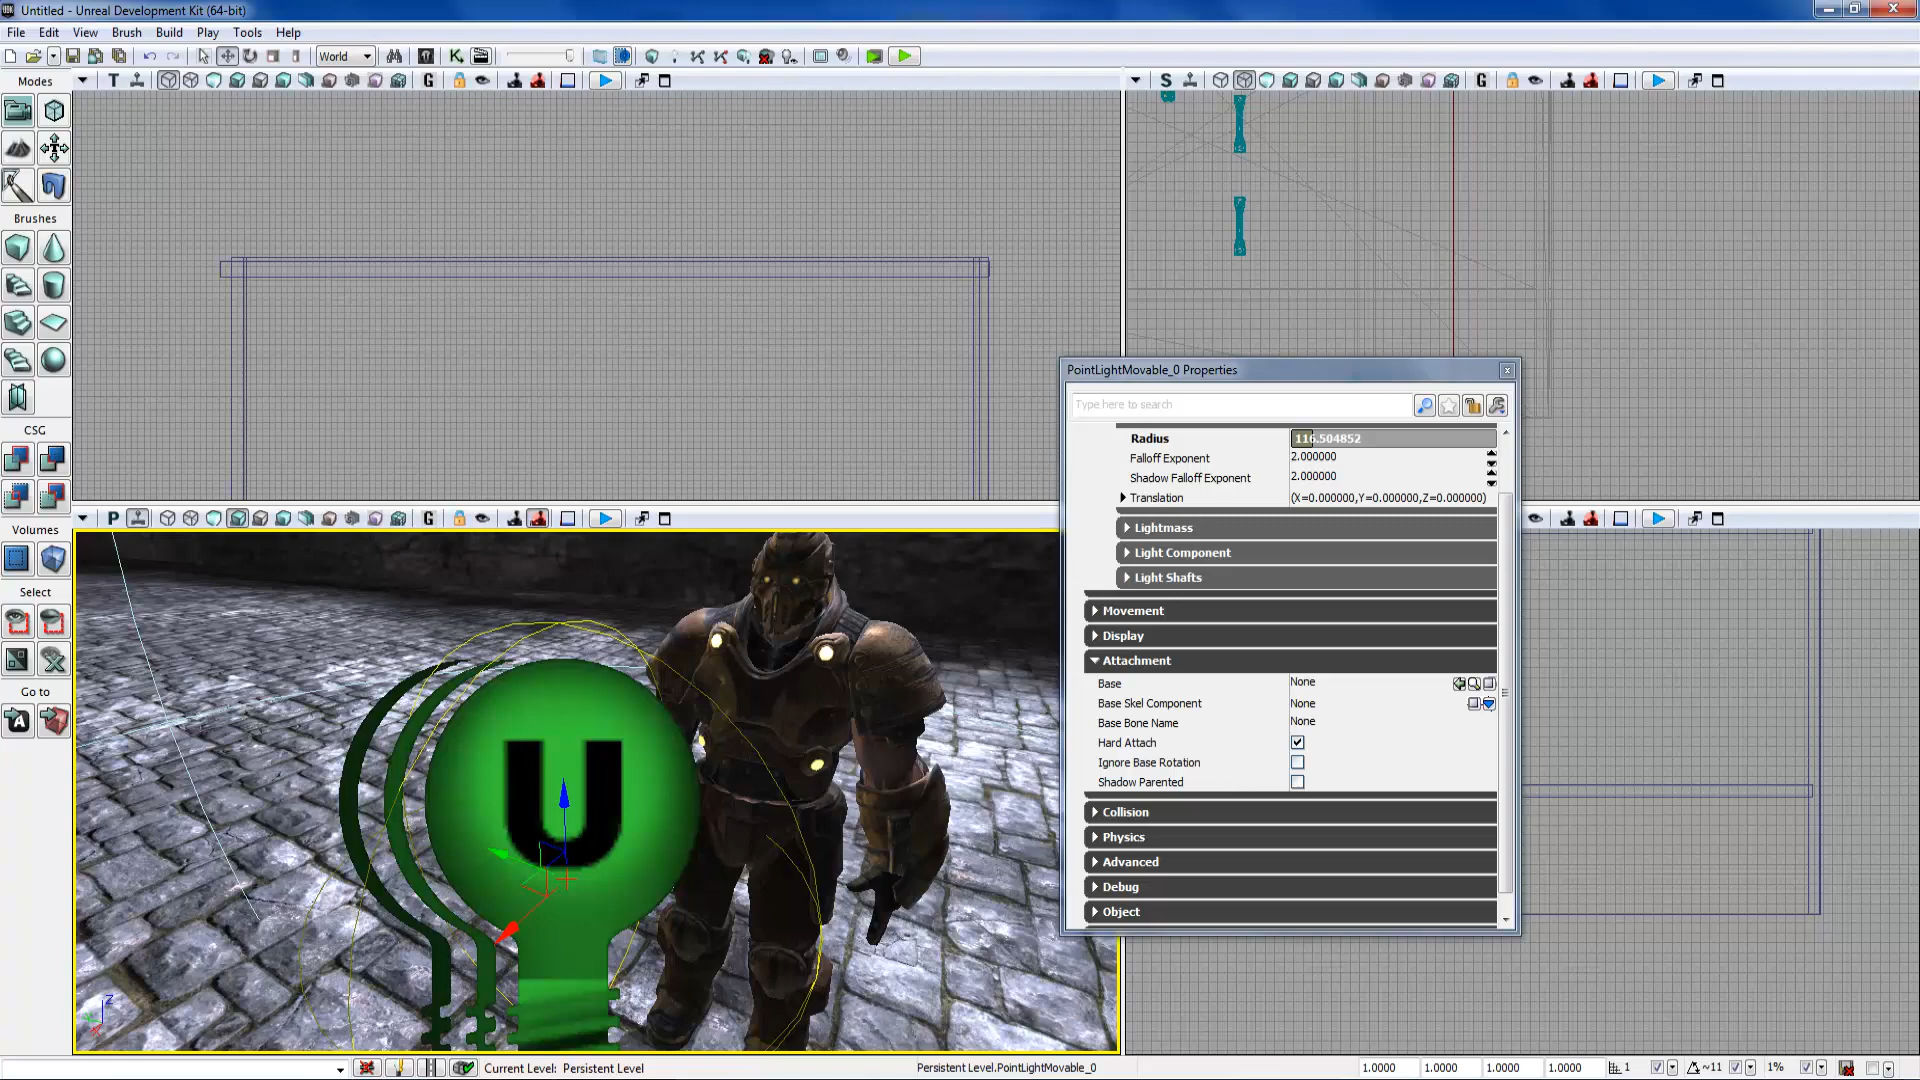 Untitled - Unreal Development Kit (64-bit)
File Edit View Brush Build Play Tools Help
World
Modes
T G
S G
Brushes
CSG
Volumes
Select
Go to
A
P G
U
Z
PointLightMovable_0 Properties
Type here to search
Radius 116.504852
Falloff Exponent 2.000000
Shadow Falloff Exponent 2.000000
Translation (X=0.000000,Y=0.000000,Z=0.000000)
Lightmass
Light Component
Light Shafts
Movement
Display
Attachment
Base None
Base Skel Component None
Base Bone Name None
Hard Attach
Ignore Base Rotation
Shadow Parented
Collision
Physics
Advanced
Debug
Object
Current Level: Persistent Level
Persistent Level.PointLightMovable_0
1.0000 1.0000 1.0000 1.0000 1 ~11 1%